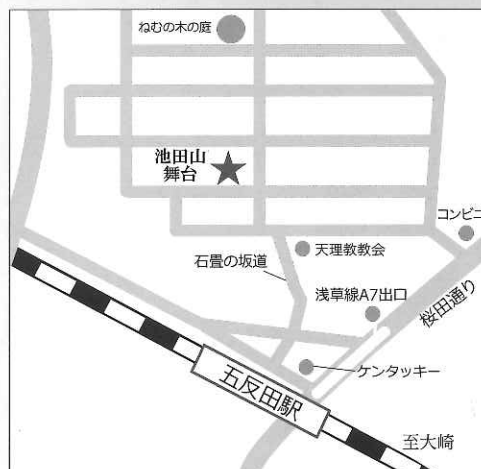 ねむの木の庭
池田山
舞台
コンビニ
天理教教会
石畳の坂道
浅草線A7出口
桜田通り
ケンタッキー
五反田駅
至大崎